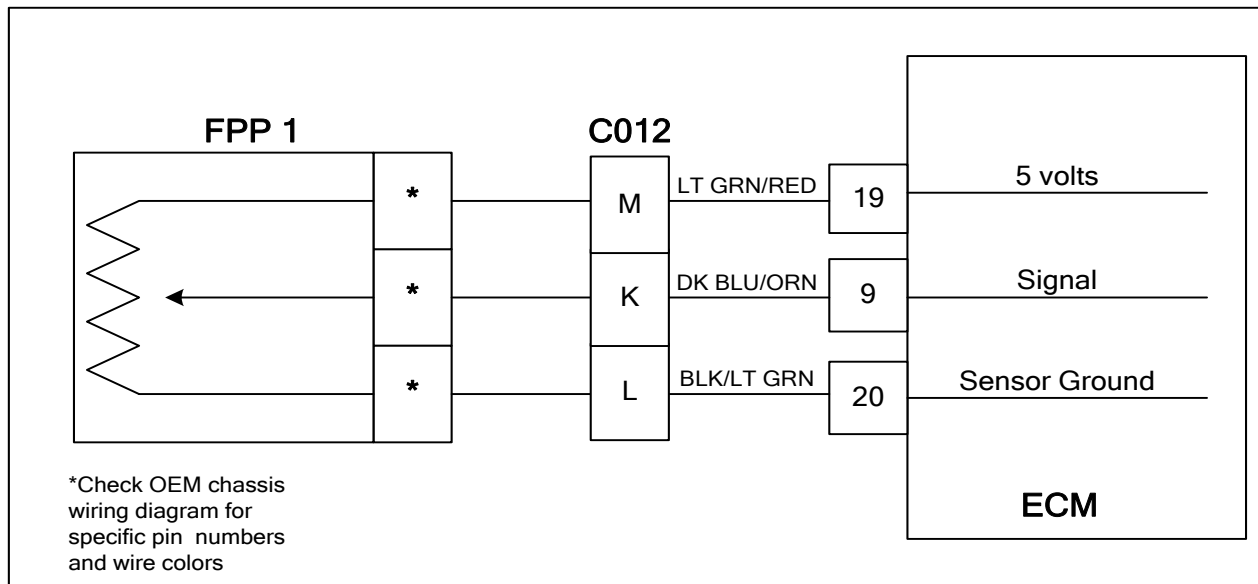 FPP 1
C012
* M LT GRN/RED 19 5 volts
* K DK BLU/ORN 9 Signal
* L BLK/LT GRN 20 Sensor Ground
*Check OEM chassis
wiring diagram for
specific pin numbers
and wire colors
ECM